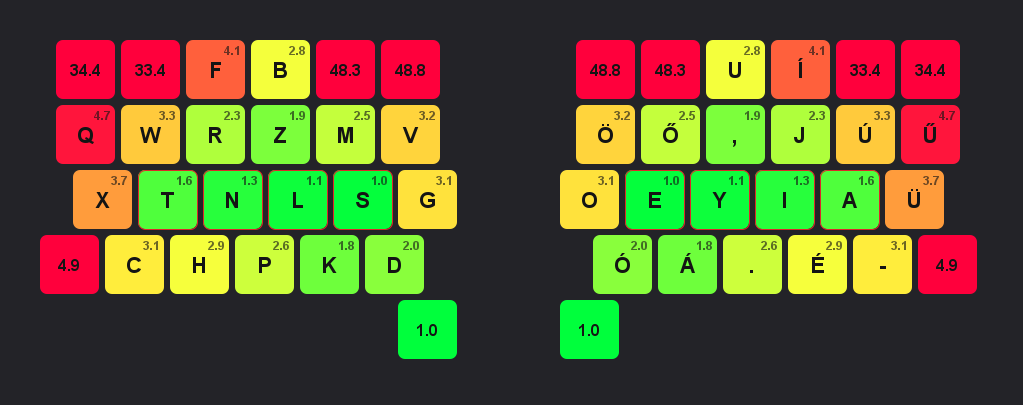 34.4 33.4 F 4.1 B 2.8 48.3 48.8 48.8 48.3 U 2.8 Í 4.1 33.4 34.4
Q 4.7 W 3.3 R 2.3 Z 1.9 M 2.5 V 3.2 Ö 3.2 Ő 2.5 , 1.9 J 2.3 Ú 3.3 Ű 4.7
X 3.7 T 1.6 N 1.3 L 1.1 S 1.0 G 3.1 O 3.1 E 1.0 Y 1.1 I 1.3 A 1.6 Ü 3.7
4.9 C 3.1 H 2.9 P 2.6 K 1.8 D 2.0 Ó 2.0 Á 1.8 . 2.6 É 2.9 - 3.1 4.9
1.0 1.0